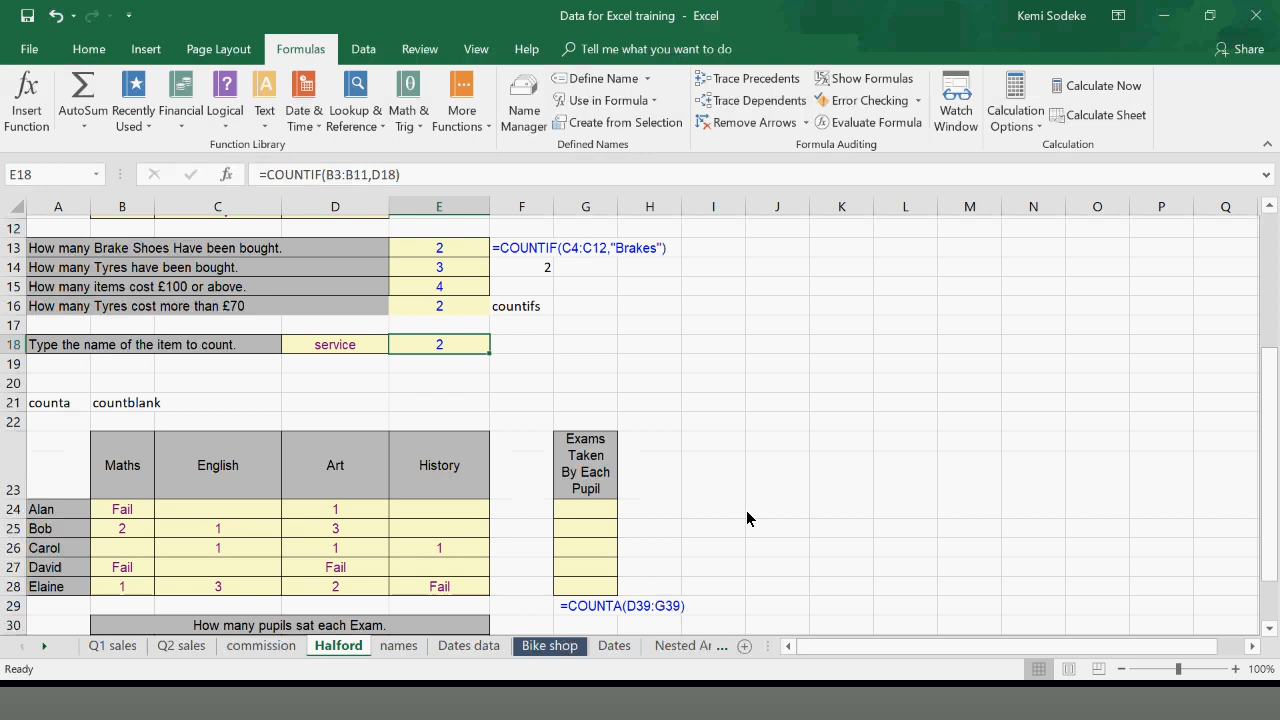 Data for Excel training - Excel
Kemi Sodeke
File Home Insert Page Layout Formulas Data Review View Help Tell me what you want to do Share
Insert Function
AutoSum
Recently Used
Financial
Logical
Text
Date & Time
Lookup & Reference
Math & Trig
More Functions
Function Library
Name Manager
Define Name
Use in Formula
Create from Selection
Defined Names
Trace Precedents
Trace Dependents
Remove Arrows
Show Formulas
Error Checking
Evaluate Formula
Formula Auditing
Watch Window
Calculation Options
Calculate Now
Calculate Sheet
Calculation
E18 fx =COUNTIF(B3:B11,D18)
A B C D E F G H I J K L M N O P Q
12
13 How many Brake Shoes Have been bought. 2 =COUNTIF(C4:C12,"Brakes")
14 How many Tyres have been bought. 3 2
15 How many items cost £100 or above. 4
16 How many Tyres cost more than £70 2 countifs
17
18 Type the name of the item to count. service 2
19
20
21 counta countblank
22
23 Maths English Art History Exams Taken By Each Pupil
24 Alan Fail 1
25 Bob 2 1 3
26 Carol 1 1 1
27 David Fail Fail
28 Elaine 1 3 2 Fail
29 =COUNTA(D39:G39)
30 How many pupils sat each Exam.
Q1 sales Q2 sales commission Halford names Dates data Bike shop Dates Nested Ar ...
Ready 100%